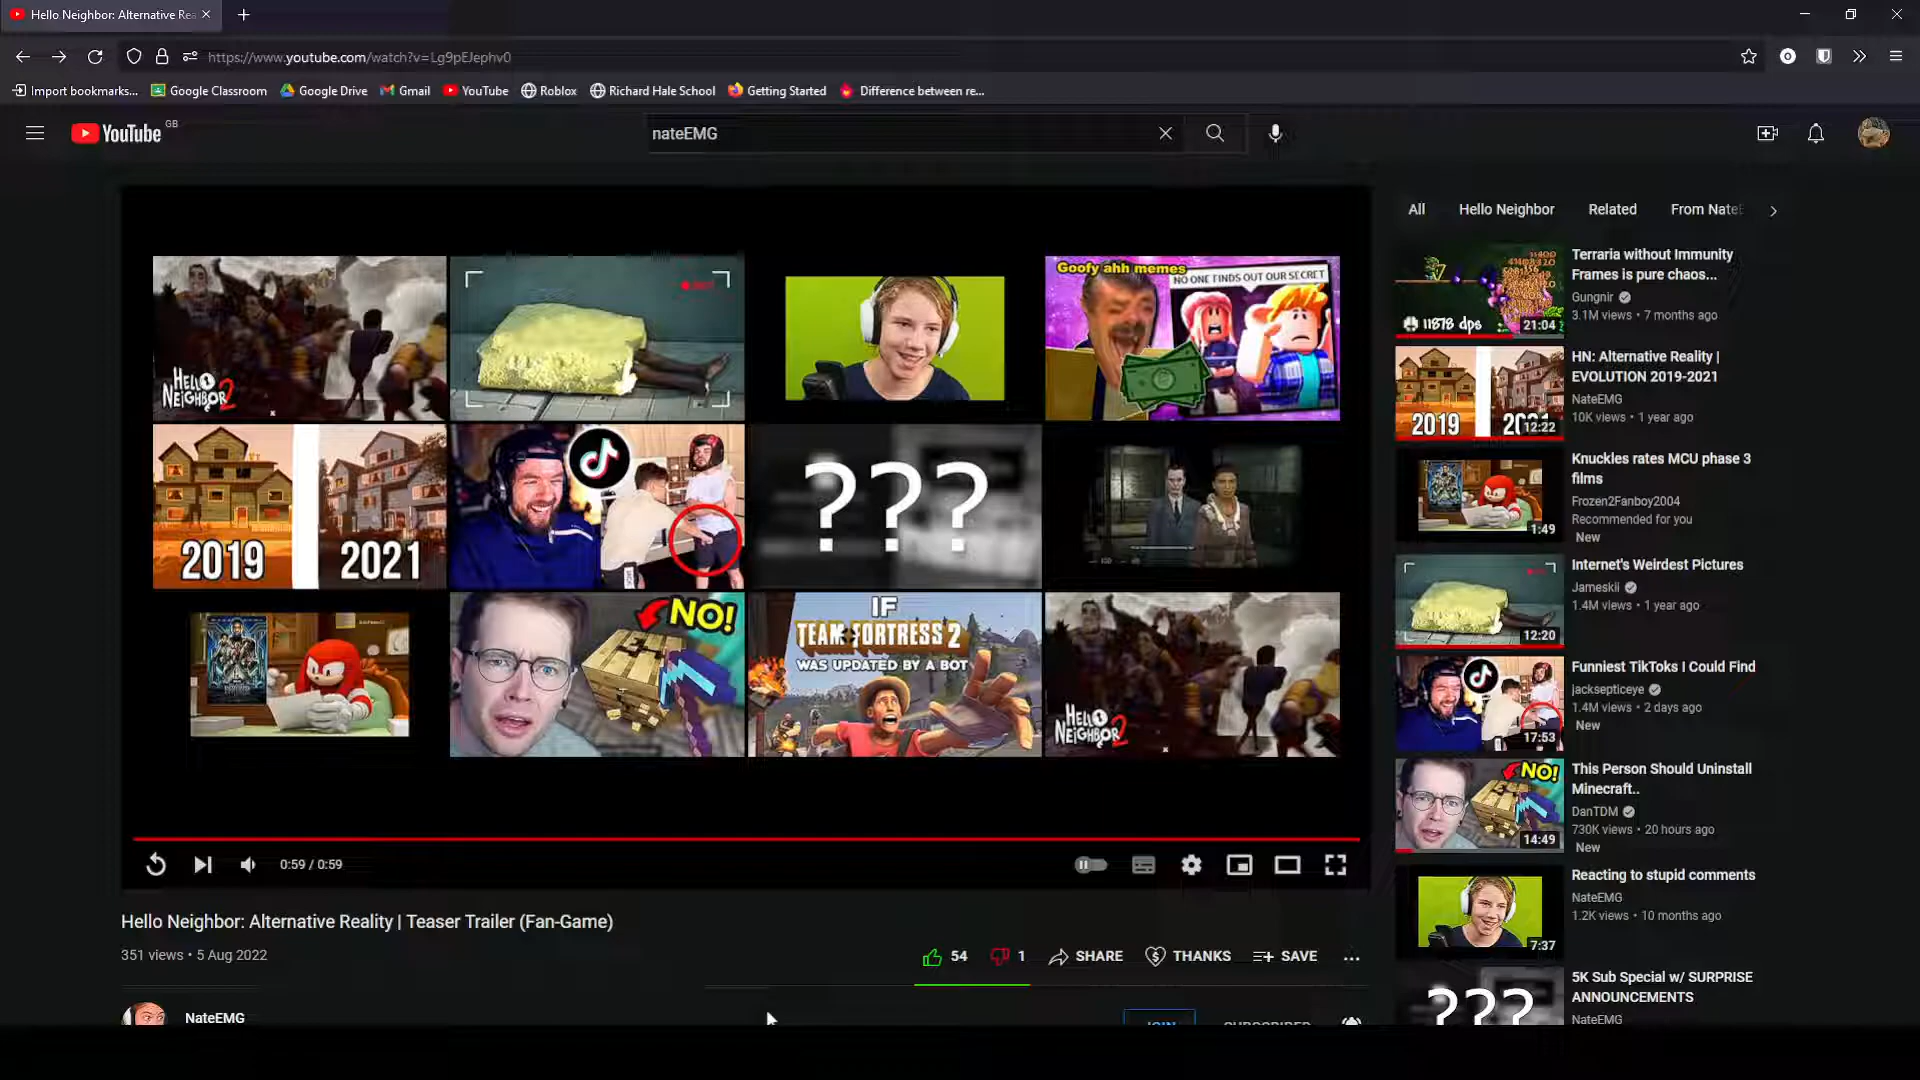 Hello Neighbor: Alternative Rea
https://www.youtube.com/watch?v=Lg9pEJephv0
Import bookmarks...
Google Classroom
Google Drive
Gmail
YouTube
Roblox
Richard Hale School
Getting Started
Difference between re...
YouTube GB
nateEMG
All
Hello Neighbor
Related
From Nate
HELLO
NEIGHBOR 2
Goofy ahh memes
NO ONE FINDS OUT OUR SECRET
2019
2021
???
NO!
IF
TEAM FORTRESS 2
WAS UPDATED BY A BOT
HELLO
NEIGHBOR 2
0:59 / 0:59
Hello Neighbor: Alternative Reality | Teaser Trailer (Fan-Game)
351 views • 5 Aug 2022
54
1
SHARE
THANKS
SAVE
NateEMG
JOIN
SUBSCRIBED
11878 dps
21:04
Terraria without Immunity
Frames is pure chaos...
Gungnir
3.1M views • 7 months ago
2019
12:22
HN: Alternative Reality |
EVOLUTION 2019-2021
NateEMG
10K views • 1 year ago
1:49
Knuckles rates MCU phase 3
films
Frozen2Fanboy2004
Recommended for you
New
12:20
Internet's Weirdest Pictures
Jameskii
1.4M views • 1 year ago
17:53
Funniest TikToks I Could Find
jacksepticeye
1.4M views • 2 days ago
New
NO!
14:49
This Person Should Uninstall
Minecraft..
DanTDM
730K views • 20 hours ago
New
7:37
Reacting to stupid comments
NateEMG
1.2K views • 10 months ago
???
5K Sub Special w/ SURPRISE
ANNOUNCEMENTS
NateEMG